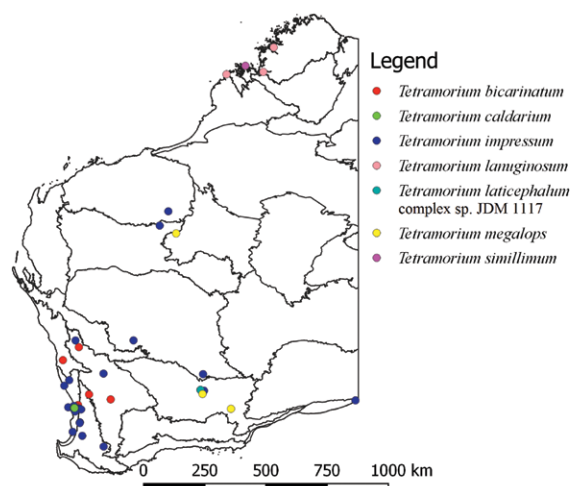 Legend
Tetramorium bicarinatum
Tetramorium caldarium
Tetramorium impressum
Tetramorium lanuginosum
Tetramorium laticephalum
complex sp. JDM 1117
Tetramorium megalops
Tetramorium simillimum
0 250 500 750 1000 km